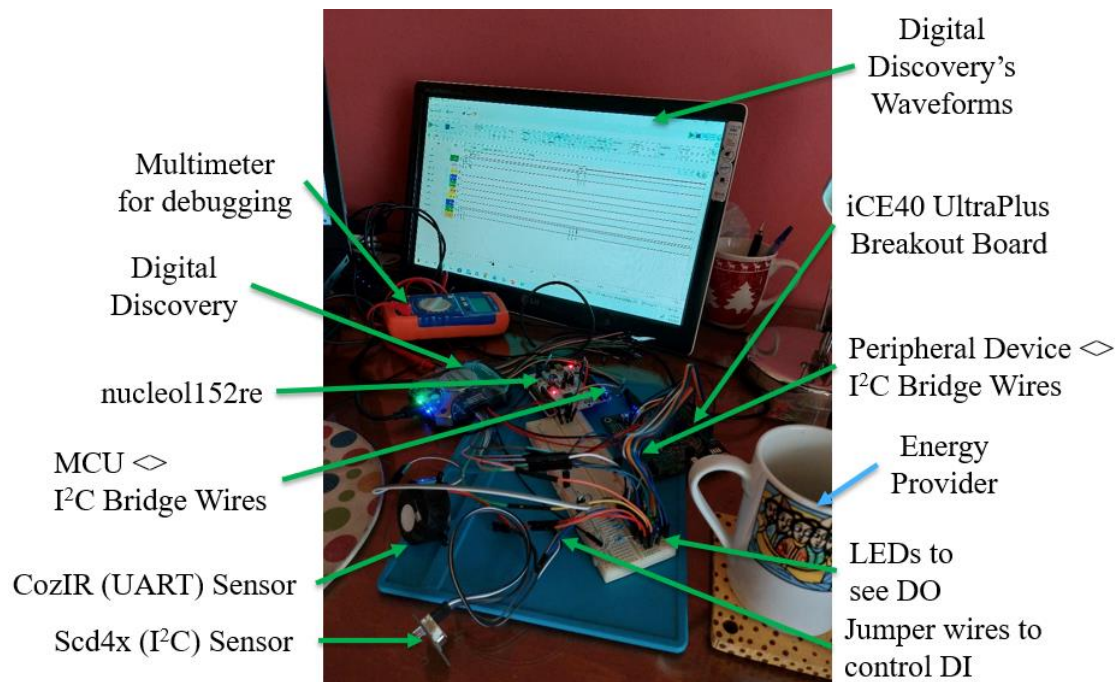 Digital
Discovery's
Waveforms
Multimeter
for debugging
iCE40 UltraPlus
Breakout Board
Digital
Discovery
Peripheral Device <>
I²C Bridge Wires
nucleol152re
MCU <>
I²C Bridge Wires
Energy
Provider
CozIR (UART) Sensor
LEDs to
see DO
Scd4x (I²C) Sensor
Jumper wires to
control DI